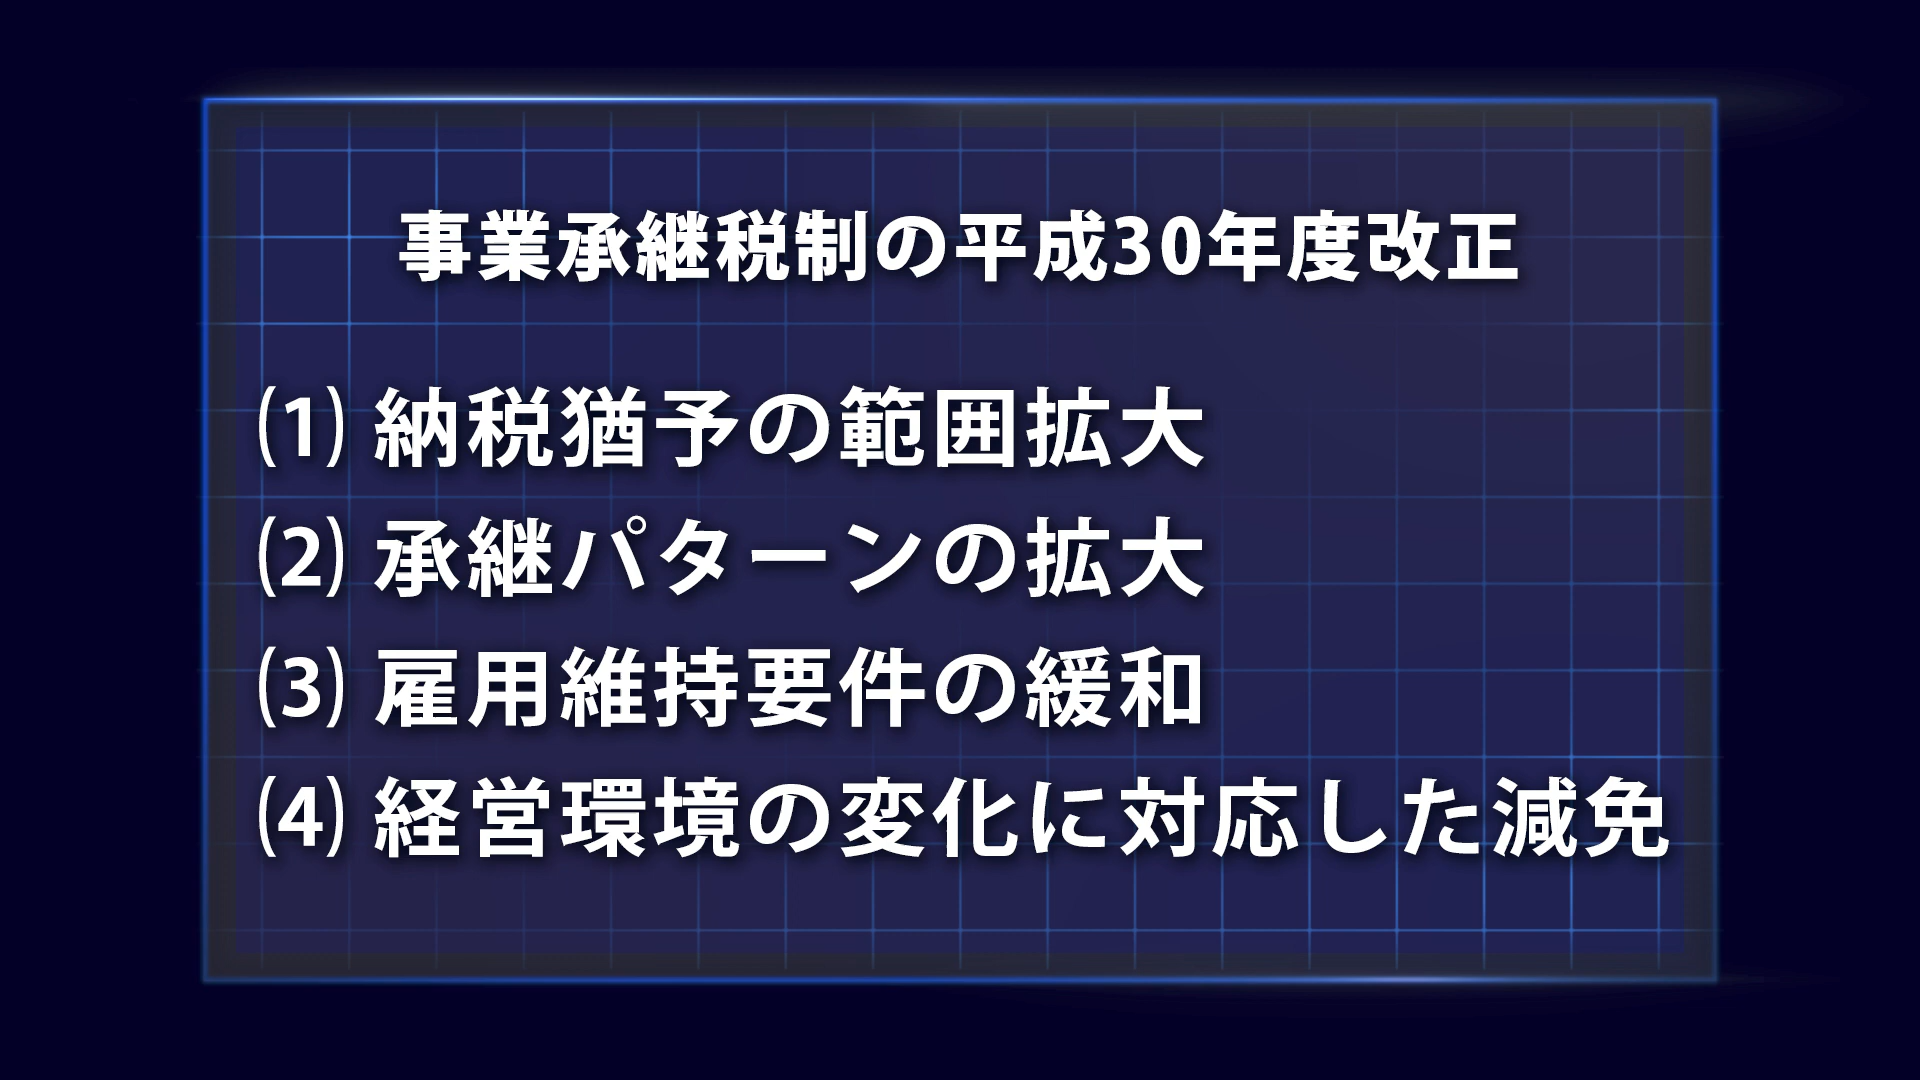 事業承継税制の平成30年度改正
(1) 納税猶予の範囲拡大
(2) 承継パターンの拡大
(3) 雇用維持要件の緩和
(4) 経営環境の変化に対応した減免